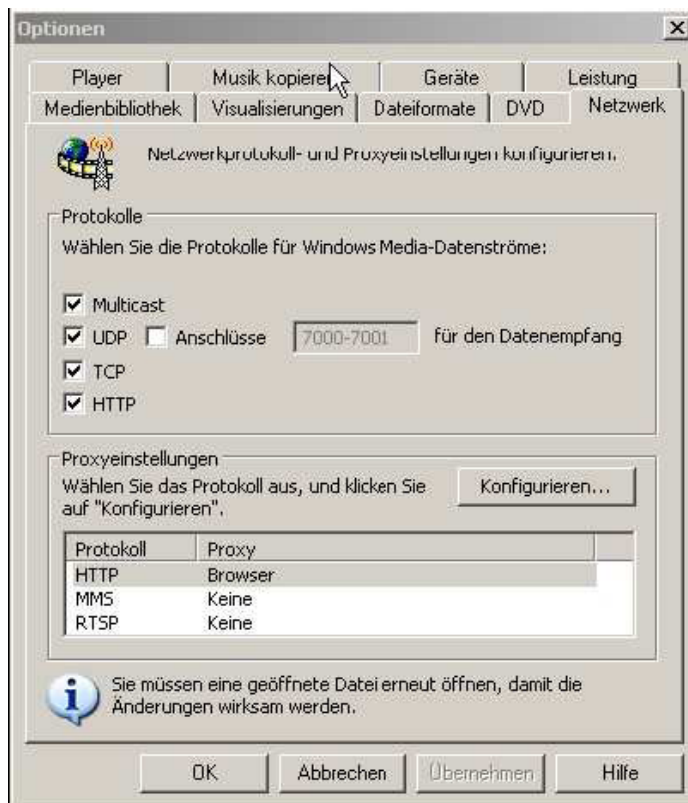 Optionen
Player
Musik kopieren
Geräte
Leistung
Medienbibliothek
Visualisierungen
Dateiformate
DVD
Netzwerk
Netzwerkprotokoll- und Proxyeinstellungen konfigurieren.
Protokolle
Wählen Sie die Protokolle für Windows Media-Datenströme:
Multicast
UDP Anschlüsse 7000-7001 für den Datenempfang
TCP
HTTP
Proxyeinstellungen
Wählen Sie das Protokoll aus, und klicken Sie
auf "Konfigurieren".
Konfigurieren...
Protokoll Proxy
HTTP Browser
MMS Keine
RTSP Keine
Sie müssen eine geöffnete Datei erneut öffnen, damit die
Änderungen wirksam werden.
OK
Abbrechen
Übernehmen
Hilfe